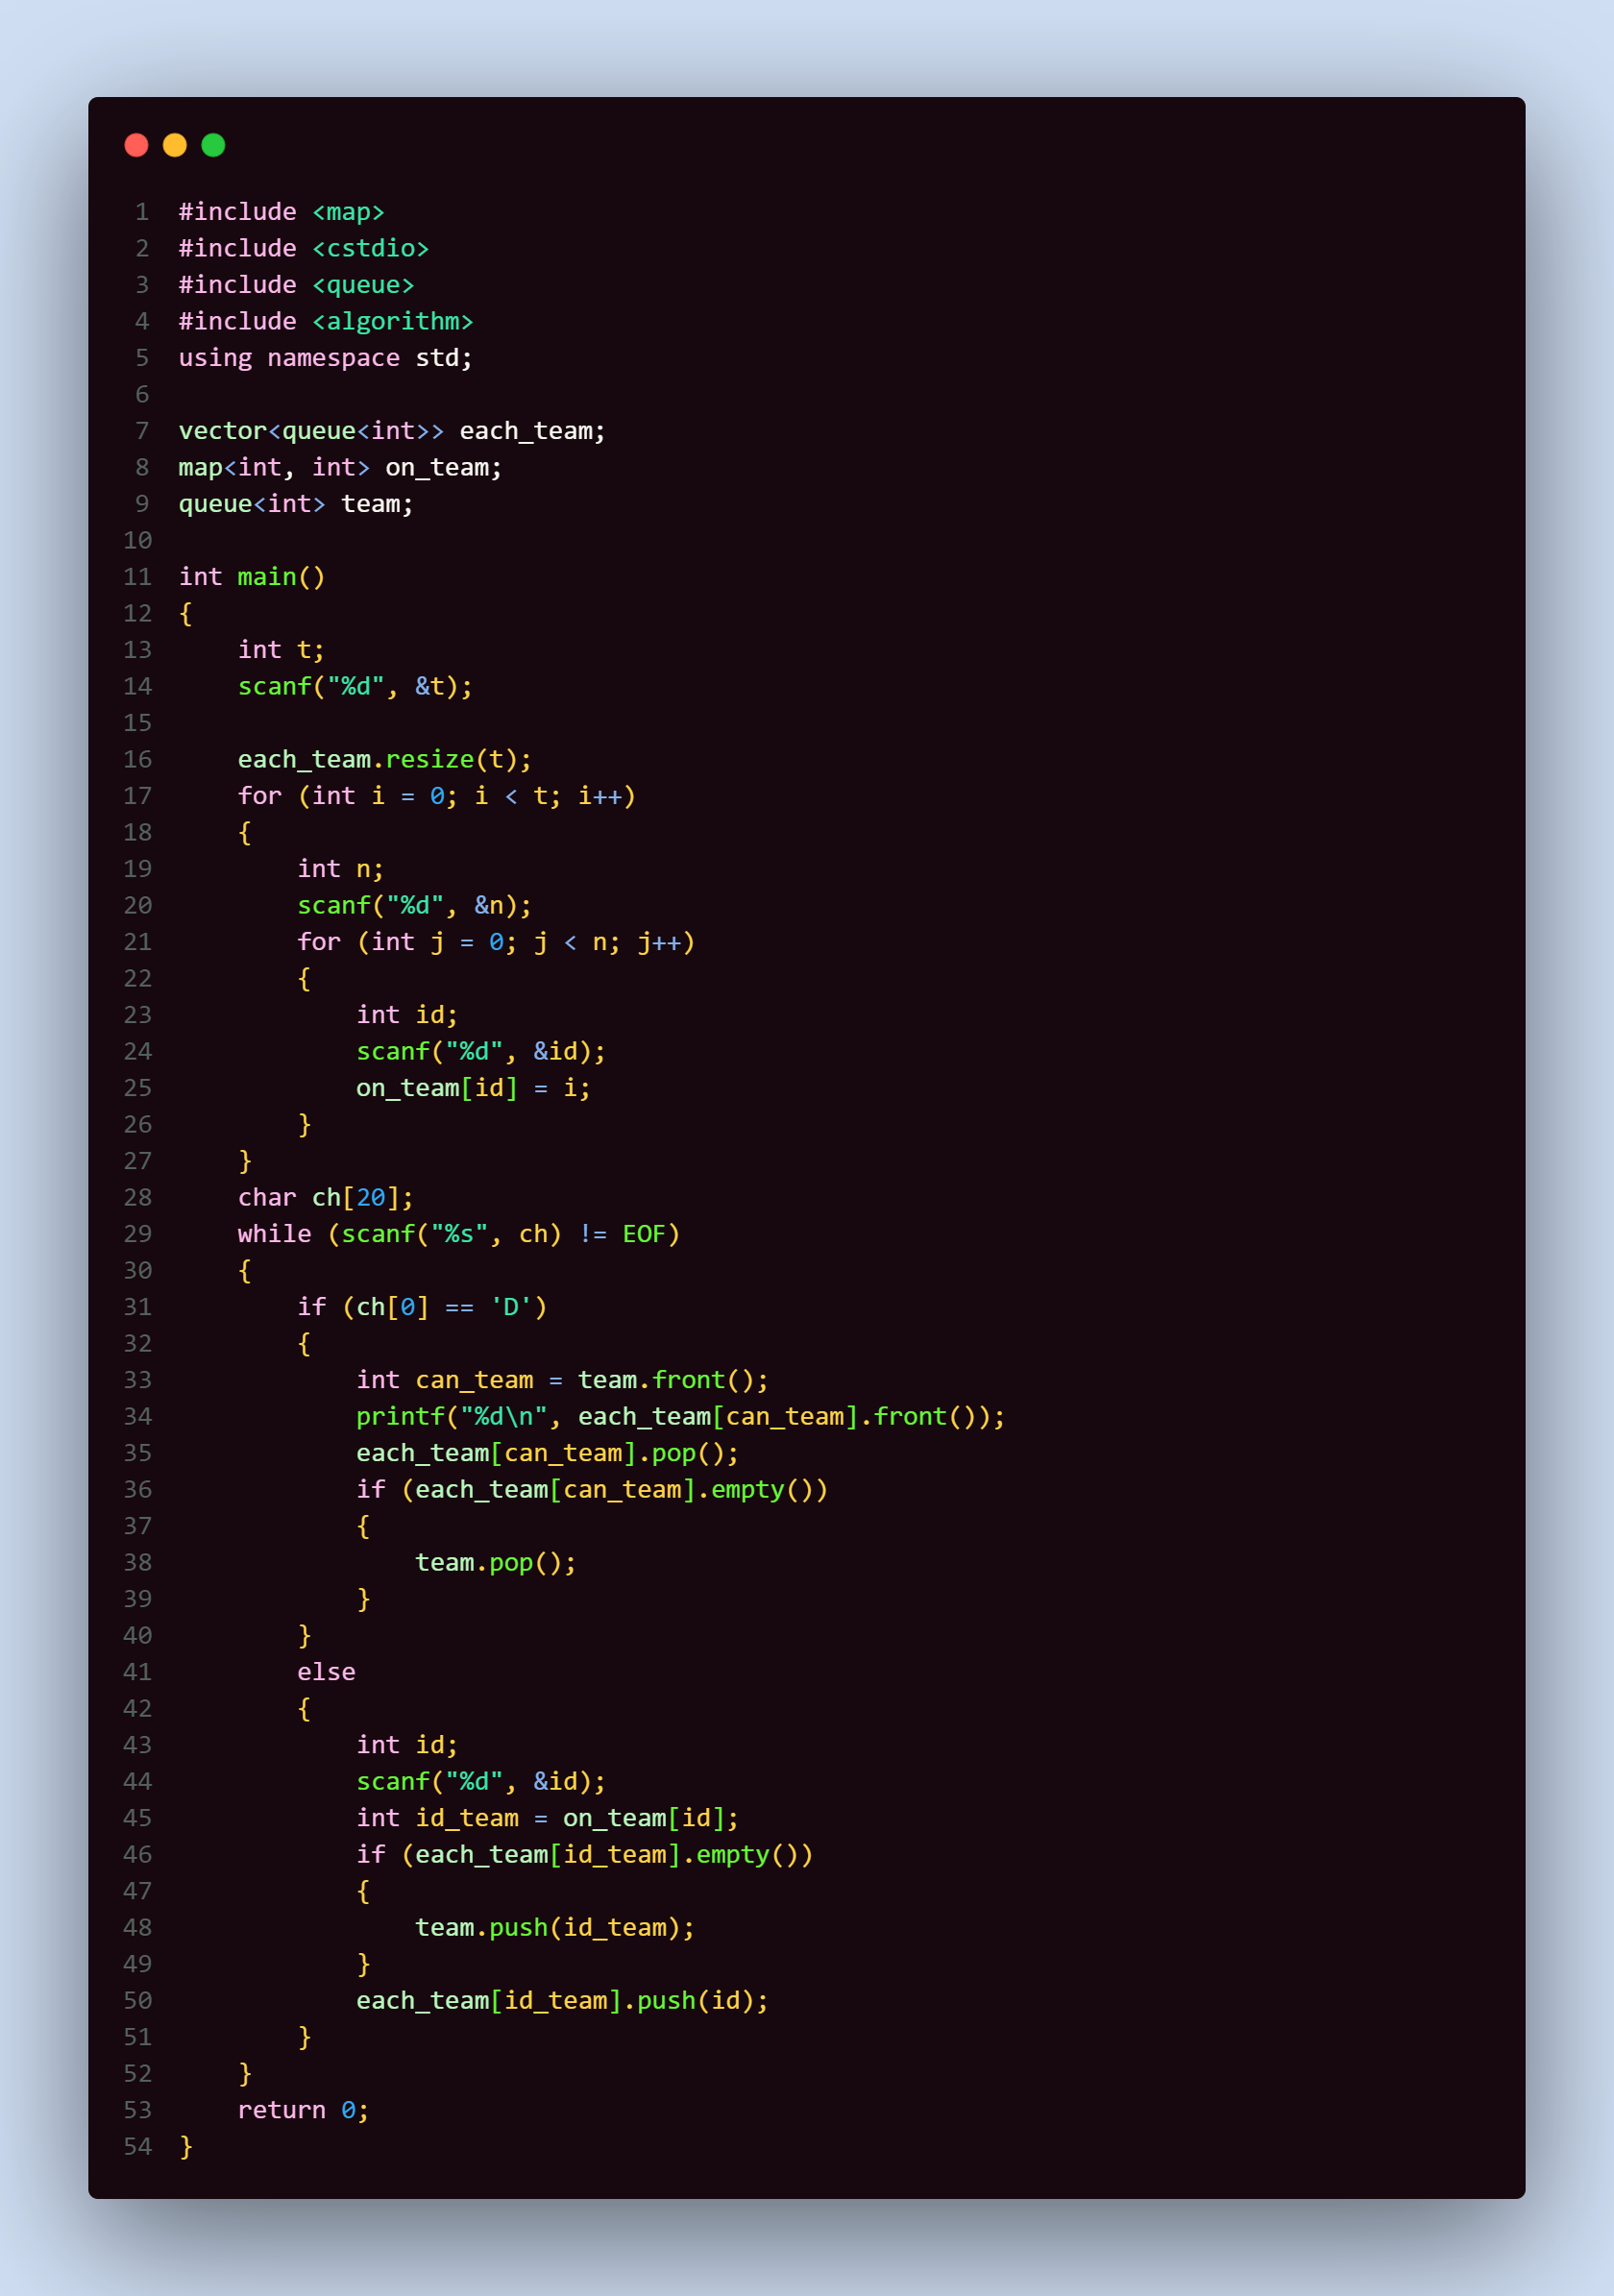 1 #include <map>
2 #include <cstdio>
3 #include <queue>
4 #include <algorithm>
5 using namespace std;
6
7 vector<queue<int>> each_team;
8 map<int, int> on_team;
9 queue<int> team;
10
11 int main()
12 {
13     int t;
14     scanf("%d", &t);
15
16     each_team.resize(t);
17     for (int i = 0; i < t; i++)
18     {
19         int n;
20         scanf("%d", &n);
21         for (int j = 0; j < n; j++)
22         {
23             int id;
24             scanf("%d", &id);
25             on_team[id] = i;
26         }
27     }
28     char ch[20];
29     while (scanf("%s", ch) != EOF)
30     {
31         if (ch[0] == 'D')
32         {
33             int can_team = team.front();
34             printf("%d\n", each_team[can_team].front());
35             each_team[can_team].pop();
36             if (each_team[can_team].empty())
37             {
38                 team.pop();
39             }
40         }
41         else
42         {
43             int id;
44             scanf("%d", &id);
45             int id_team = on_team[id];
46             if (each_team[id_team].empty())
47             {
48                 team.push(id_team);
49             }
50             each_team[id_team].push(id);
51         }
52     }
53     return 0;
54 }